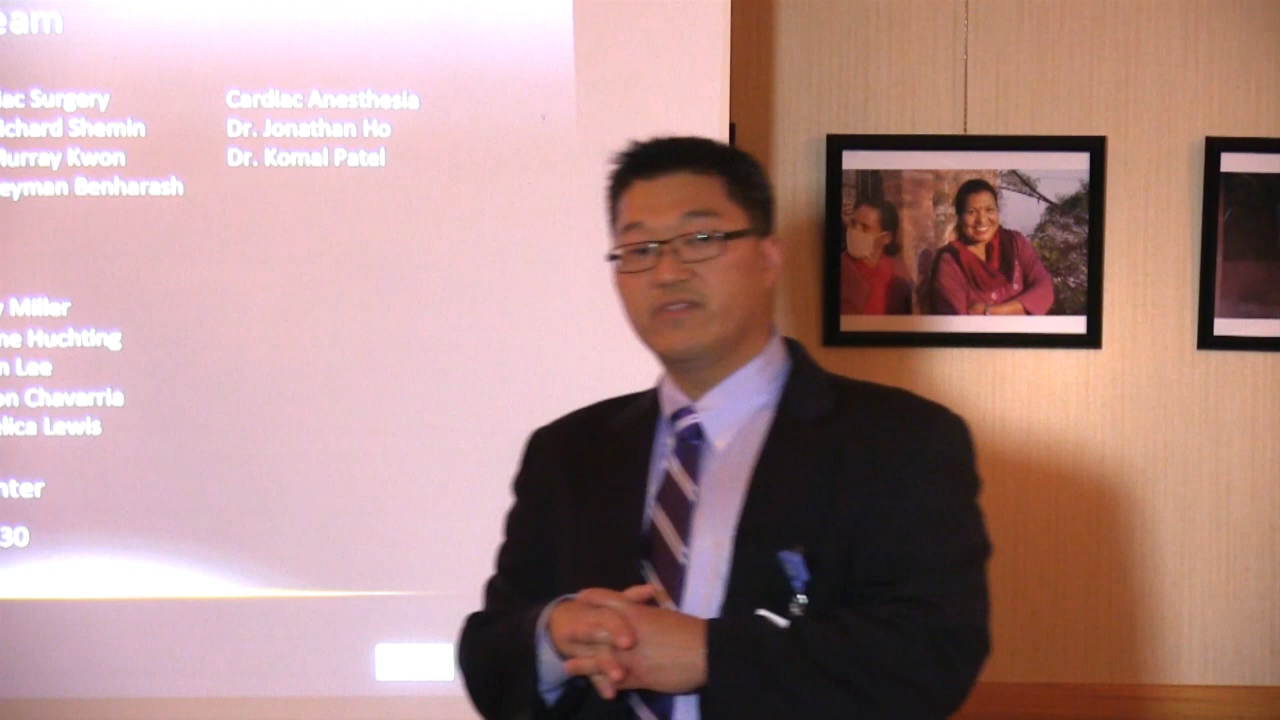 eam
iac Surgery
ichard Shemin
Murray Kwon
eyman Benharash
Cardiac Anesthesia
Dr. Jonathan Ho
Dr. Komal Patel
y Miller
ne Huchting
n Lee
on Chavarria
elica Lewis
nter
30